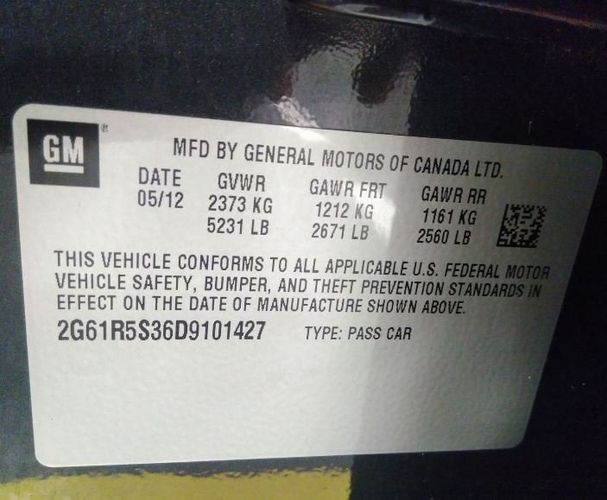 GM®
MFD BY GENERAL MOTORS OF CANADA LTD.
DATE GVWR GAWR FRT GAWR RR
05/12 2373 KG 1212 KG 1161 KG
5231 LB 2671 LB 2560 LB
THIS VEHICLE CONFORMS TO ALL APPLICABLE U.S. FEDERAL MOTOR
VEHICLE SAFETY, BUMPER, AND THEFT PREVENTION STANDARDS IN
EFFECT ON THE DATE OF MANUFACTURE SHOWN ABOVE.
2G61R5S36D9101427 TYPE: PASS CAR